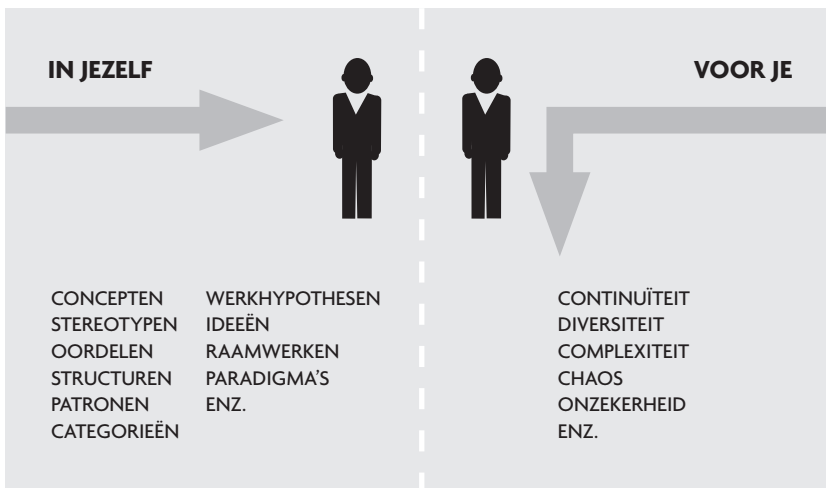 IN JEZELF
VOOR JE
CONCEPTEN
STEREOTYPEN
OORDELEN
STRUCTUREN
PATRONEN
CATEGORIEËN
WERKHYPOTHESEN
IDEEËN
RAAMWERKEN
PARADIGMA'S
ENZ.
CONTINUÏTEIT
DIVERSITEIT
COMPLEXITEIT
CHAOS
ONZEKERHEID
ENZ.